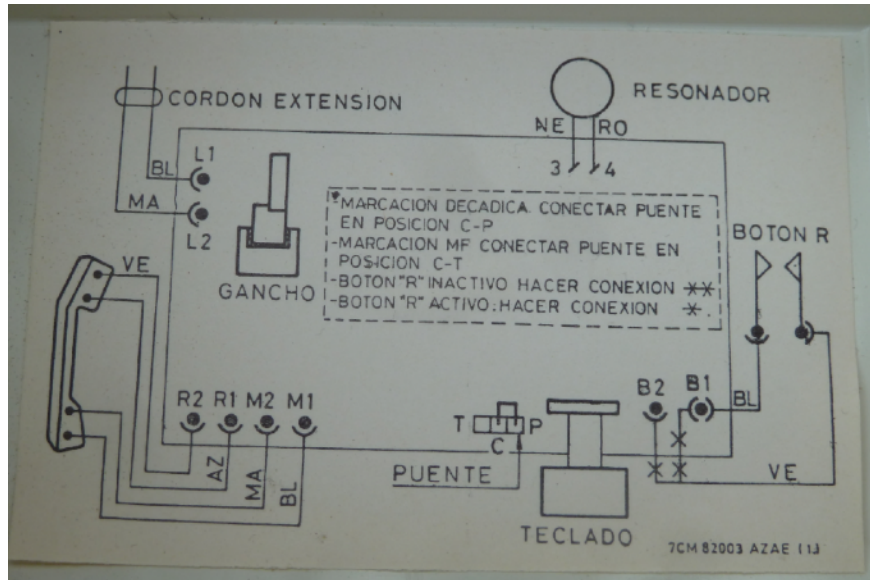 CORDON EXTENSION
RESONADOR
NE RO
3 4
BL
L1
MA
L2
GANCHO
-MARCACION DECADICA CONECTAR PUENTE
EN POSICION C-P
-MARCACION MF CONECTAR PUENTE EN
POSICION C-T
-BOTON "R" INACTIVO HACER CONEXION **
-BOTON "R" ACTIVO: HACER CONEXION *.
BOTON R
VE
R2 R1 M2 M1
AZ
MA
BL
T C P
PUENTE
TECLADO
B2 B1
BL
VE
7CM 82003 AZAE (1)